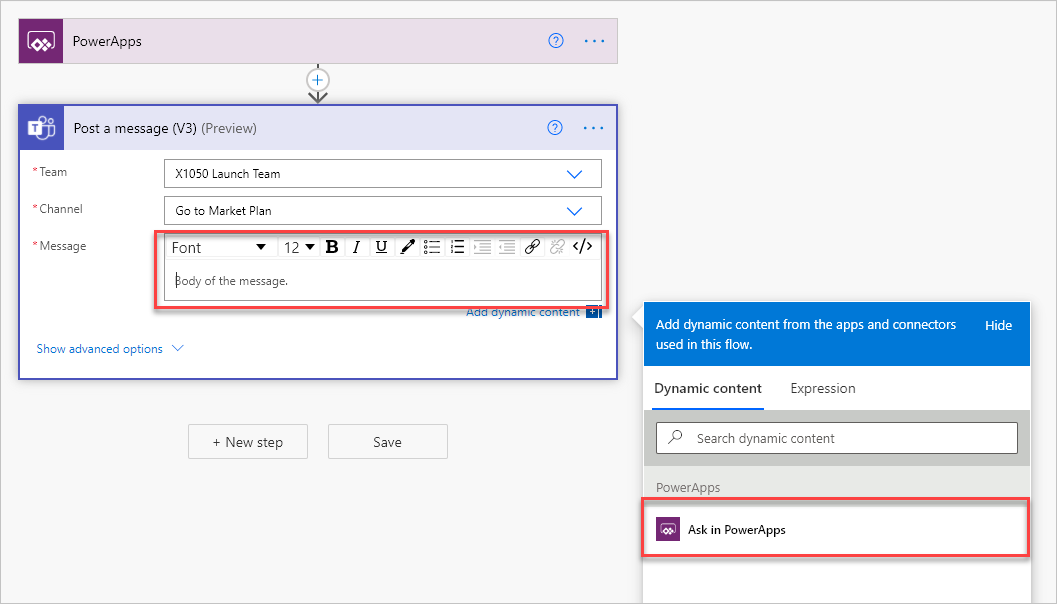 PowerApps
Post a message (V3) (Preview)
* Team
X1050 Launch Team
* Channel
Go to Market Plan
* Message
Font 12 B I U </>
Body of the message.
Add dynamic content
Show advanced options
+ New step
Save
Add dynamic content from the apps and connectors
used in this flow.
Hide
Dynamic content Expression
Search dynamic content
PowerApps
Ask in PowerApps